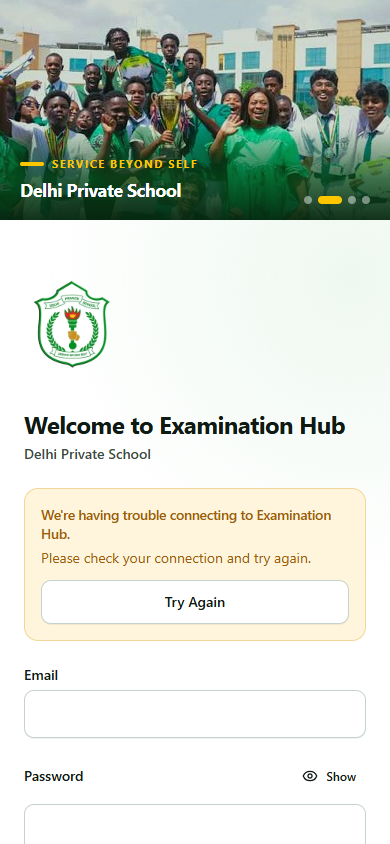 SERVICE BEYOND SELF
Delhi Private School
Welcome to Examination Hub
Delhi Private School
We're having trouble connecting to Examination
Hub.
Please check your connection and try again.
Try Again
Email
Password
Show